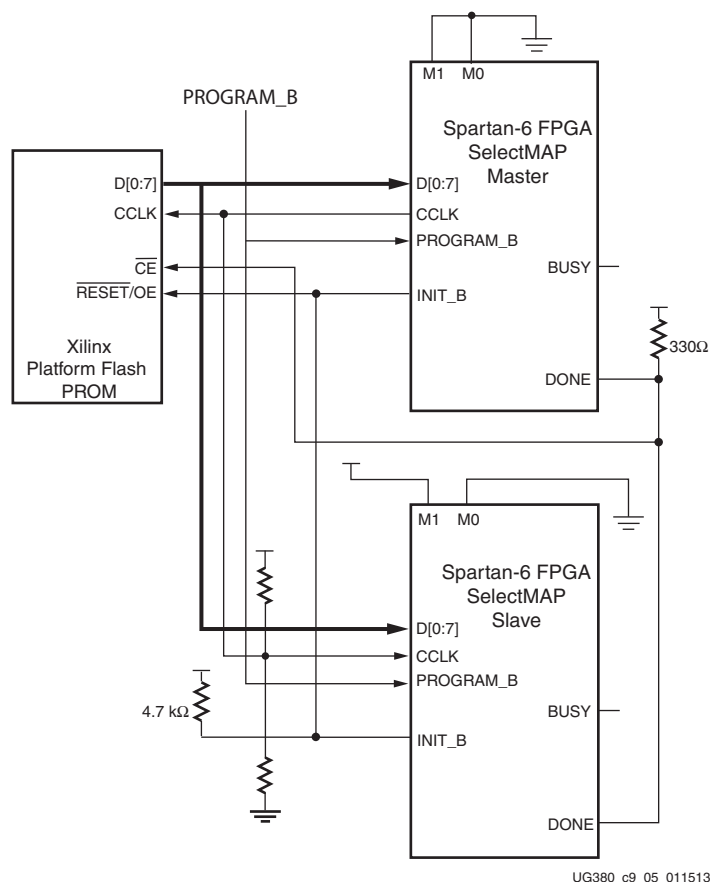 M1 M0
PROGRAM_B
Spartan-6 FPGA
SelectMAP
Master
D[0:7]
CCLK
CE
RESET/OE
Xilinx
Platform Flash
PROM
D[0:7]
CCLK
PROGRAM_B
BUSY
INIT_B
330Ω
DONE
M1 M0
Spartan-6 FPGA
SelectMAP
Slave
D[0:7]
CCLK
PROGRAM_B
4.7 kΩ
BUSY
INIT_B
DONE
UG380_c9_05_011513